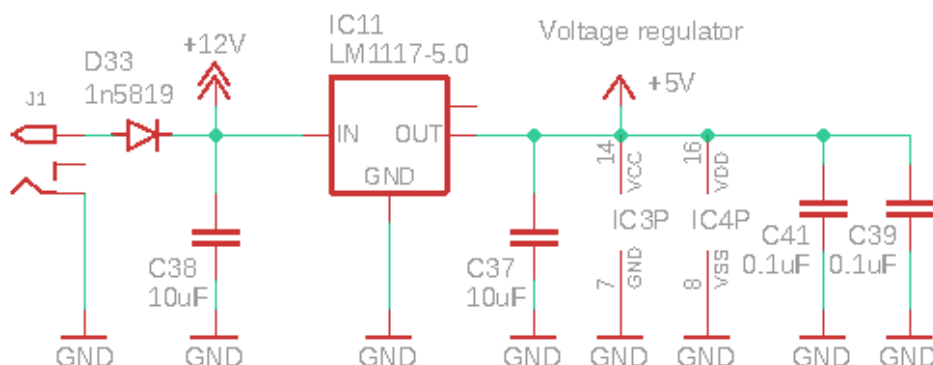 IC11
LM1117-5.0
Voltage regulator
+12V
D33
1n5819
J1
+5V
IN
OUT
GND
14
VCC
16
VDD
IC3P
IC4P
C38
10uF
C37
10uF
7
GND
8
VSS
C41
0.1uF
C39
0.1uF
GND
GND
GND
GND
GND
GND
GND
GND